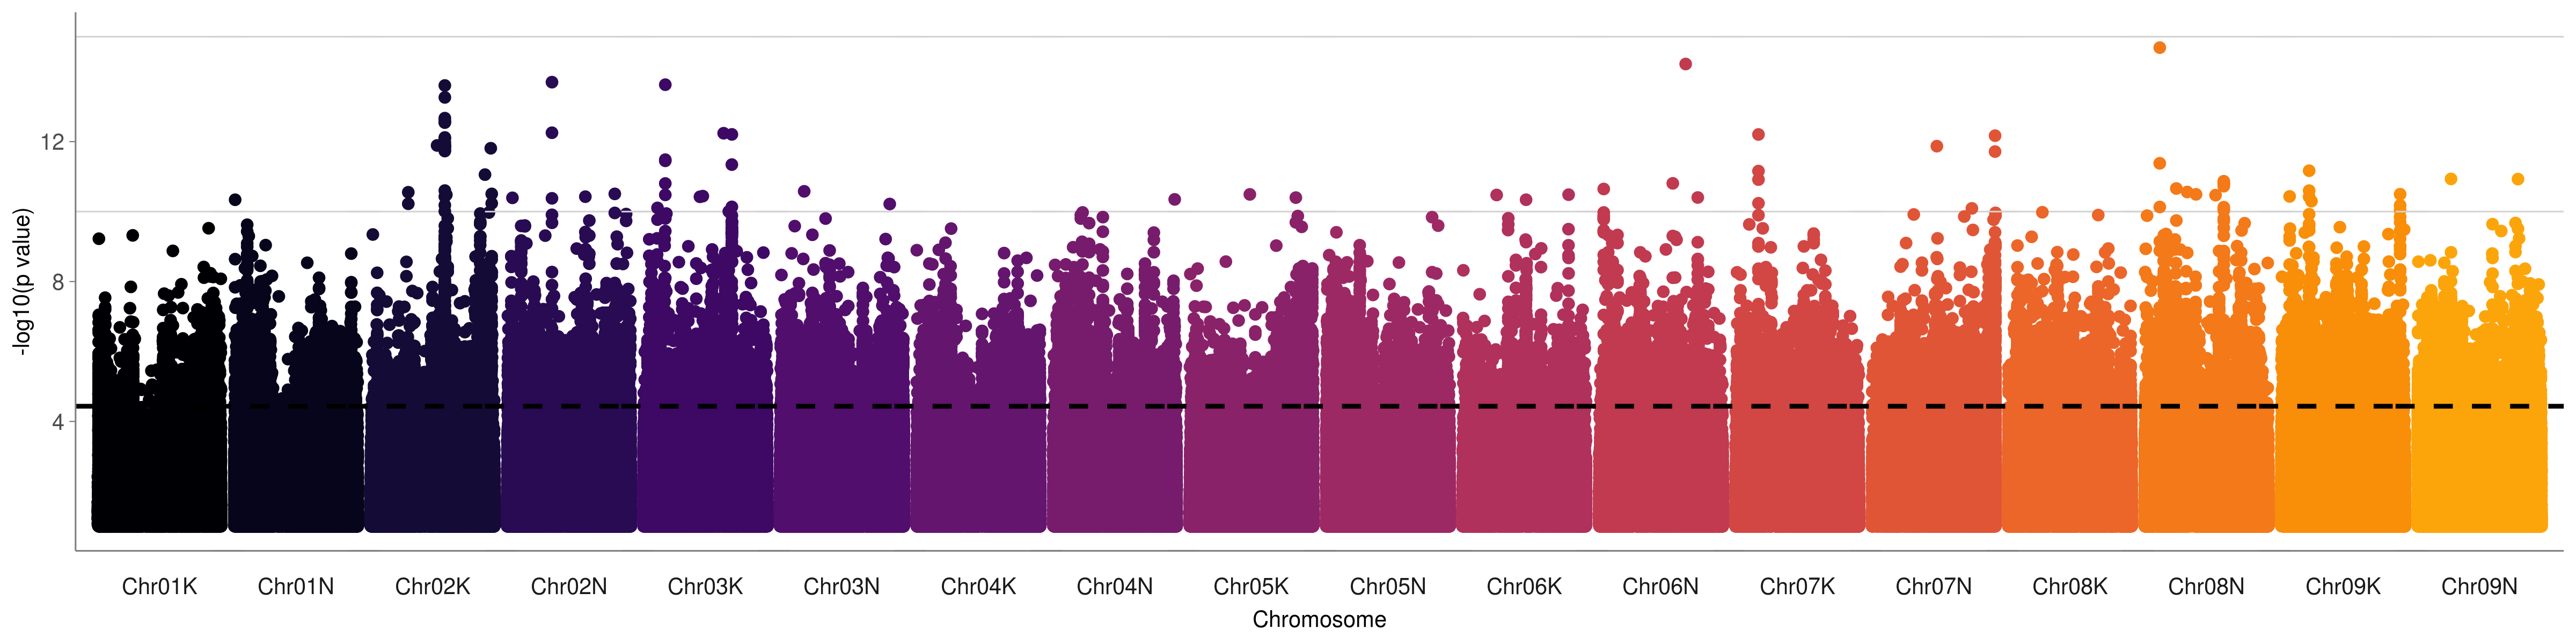 -log10(p value)
12
8
4
Chr01K Chr01N Chr02K Chr02N Chr03K Chr03N Chr04K Chr04N Chr05K Chr05N Chr06K Chr06N Chr07K Chr07N Chr08K Chr08N Chr09K Chr09N
Chromosome